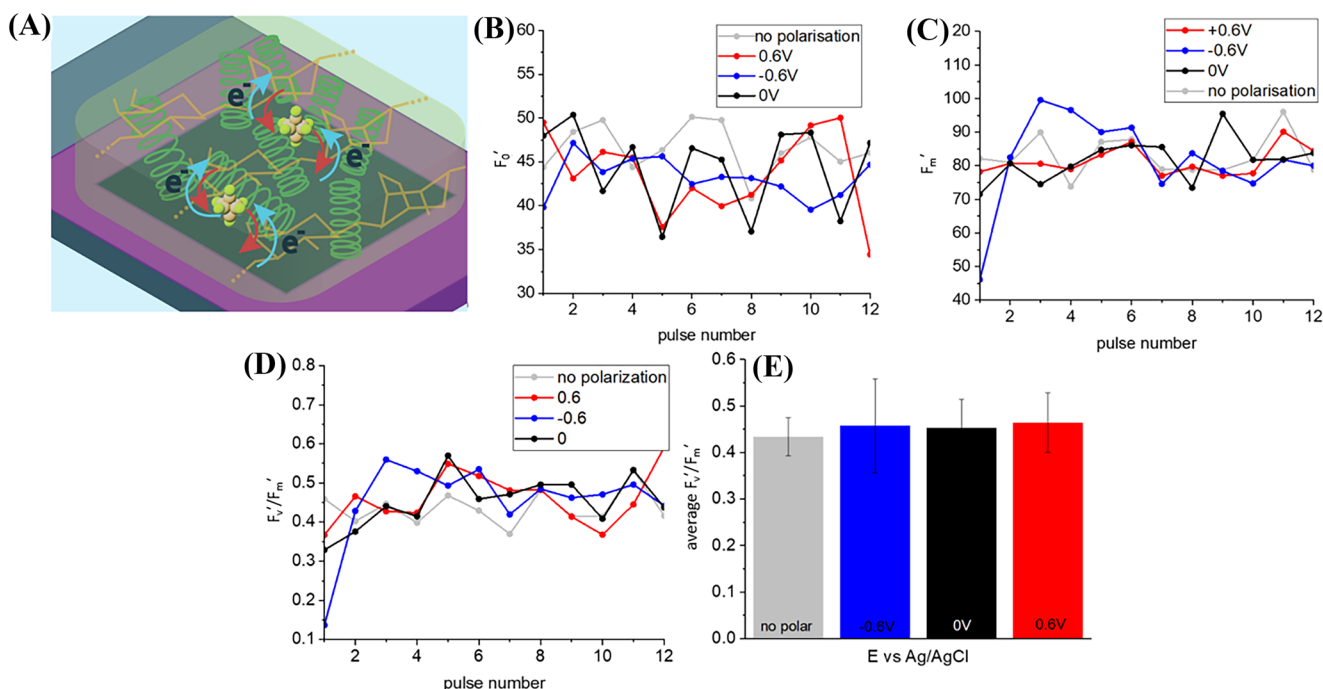 (A)
e-
e-
e-
e-
(B)
no polarisation
0.6V
-0.6V
0V
60
55
50
45
40
35
30
F₀′
2
4
6
8
10
12
pulse number
(C)
+0.6V
-0.6V
0V
no polarisation
120
110
100
90
80
70
60
50
40
Fₘ′
2
4
6
8
10
12
pulse number
(D)
no polarization
0.6
-0.6
0
0.8
0.7
0.6
0.5
0.4
0.3
0.2
0.1
Fᵥ′/Fₘ′
2
4
6
8
10
12
pulse number
(E)
0.6
0.5
0.4
0.3
0.2
0.1
0.0
average Fᵥ′/Fₘ′
no polar
-0.6V
0V
0.6V
E vs Ag/AgCl